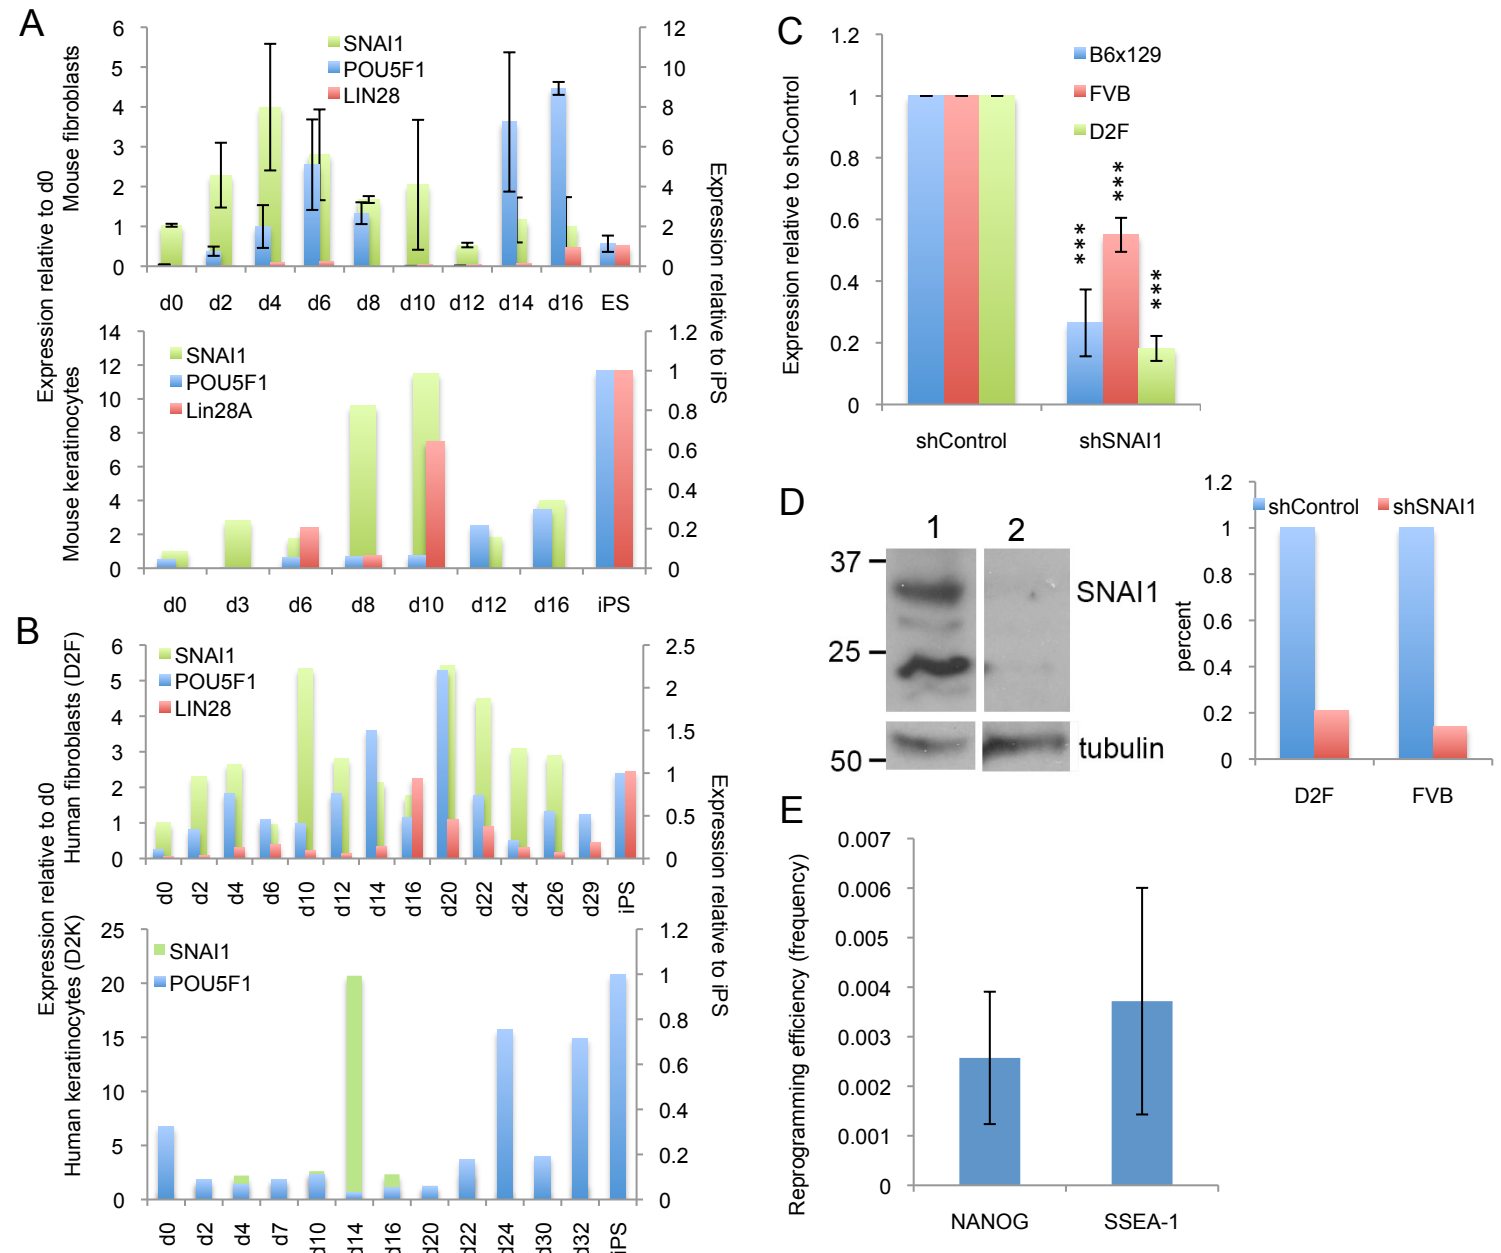 A
Expression relative to d0
Mouse fibroblasts
6
5
4
3
2
1
0
SNAI1
POU5F1
LIN28
12
10
8
6
4
2
0
d0 d2 d4 d6 d8 d10 d12 d14 d16 ES
Expression relative to iPS
Mouse keratinocytes
14
12
10
8
6
4
2
0
SNAI1
POU5F1
Lin28A
1.2
1
0.8
0.6
0.4
0.2
0
d0 d3 d6 d8 d10 d12 d16 iPS
B
Expression relative to d0
Human fibroblasts (D2F)
6
5
4
3
2
1
0
SNAI1
POU5F1
LIN28
2.5
2
1.5
1
0.5
0
d0 d2 d4 d6 d10 d12 d14 d16 d20 d22 d24 d26 d29 iPS
Expression relative to iPS
Human keratinocytes (D2K)
25
20
15
10
5
0
SNAI1
POU5F1
1.2
1
0.8
0.6
0.4
0.2
0
d0 d2 d4 d7 d10 d14 d16 d20 d22 d24 d30 d32 iPS
C
Expression relative to shControl
1.2
1
0.8
0.6
0.4
0.2
0
B6x129
FVB
D2F
***
***
***
shControl shSNAI1
D
1 2
37
25
50
SNAI1
tubulin
percent
1.2
1
0.8
0.6
0.4
0.2
0
shControl shSNAI1
D2F FVB
E
Reprogramming efficiency (frequency)
0.007
0.006
0.005
0.004
0.003
0.002
0.001
0
NANOG SSEA-1